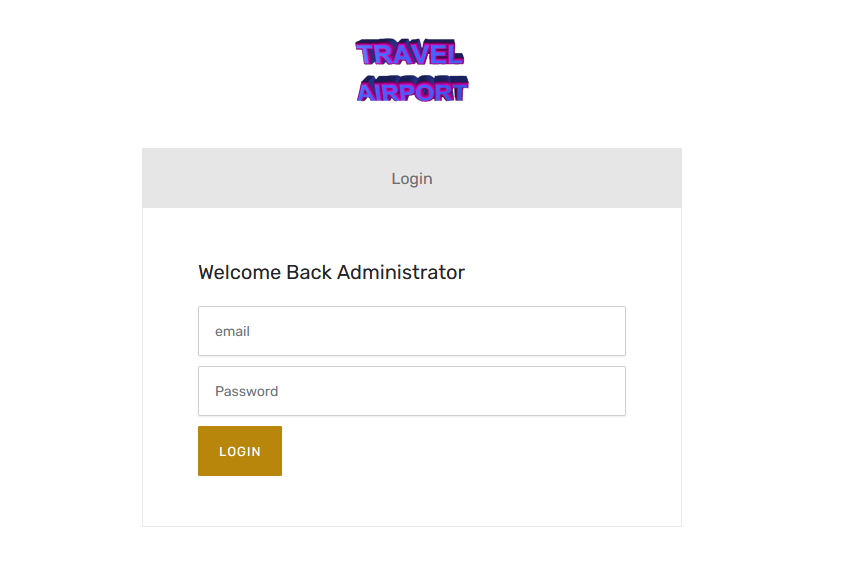 TRAVEL
AIRPORT
Login
Welcome Back Administrator
email
Password
LOGIN